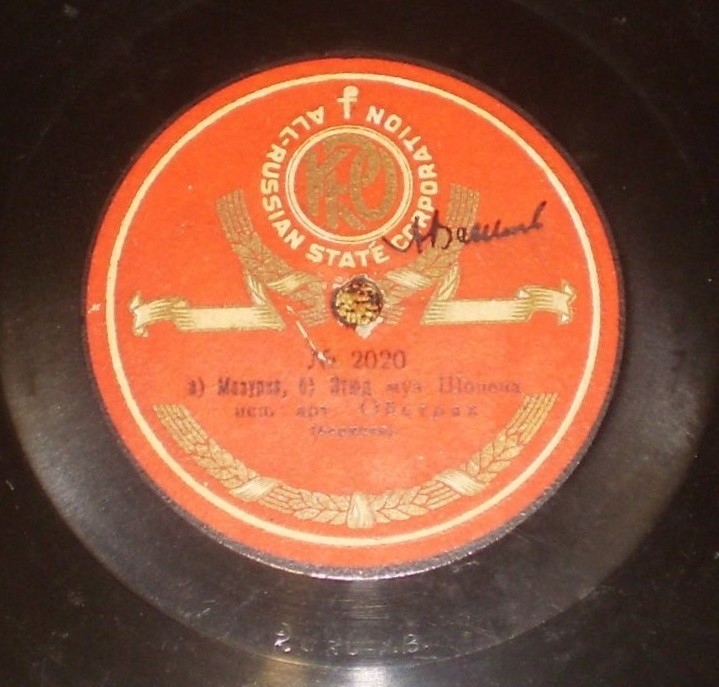 ALL-RUSSIAN STATE CORPORATION
№ 2020
а) Мазурка, б) Этюд муз Шопена
исп арт Ойстрах